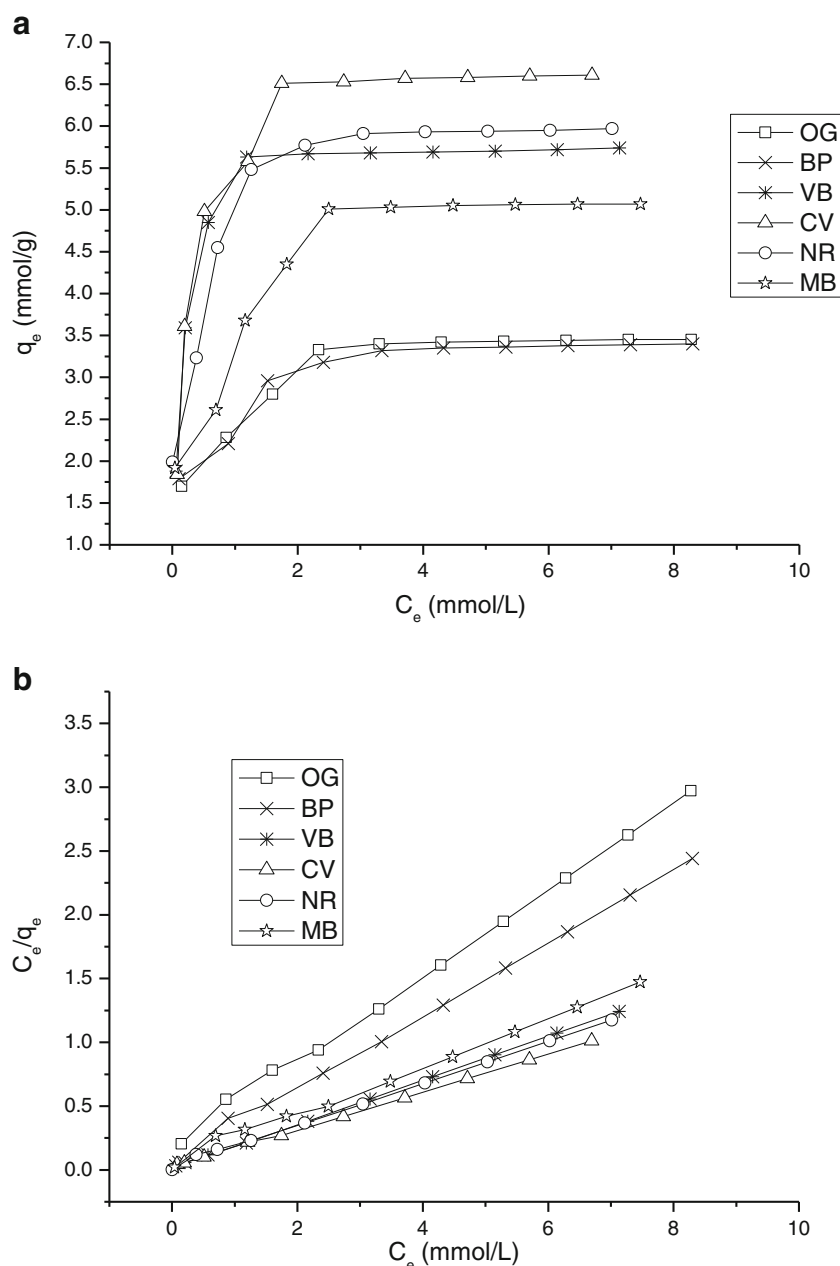 a
7.0
6.5
6.0
5.5
5.0
4.5
4.0
3.5
3.0
2.5
2.0
1.5
1.0
q_e (mmol/g)
OG
BP
VB
CV
NR
MB
0 2 4 6 8 10
C_e (mmol/L)
b
3.5
3.0
2.5
2.0
1.5
1.0
0.5
0.0
C_e/q_e
OG
BP
VB
CV
NR
MB
0 2 4 6 8 10
C_e (mmol/L)